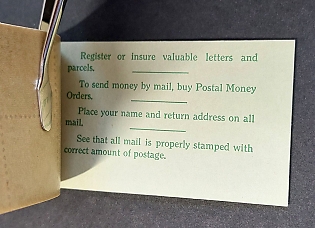 Register or insure valuable letters and
parcels.
To send money by mail, buy Postal Money
Orders.
Place your name and return address on all
mail.
See that all mail is properly stamped with
correct amount of postage.